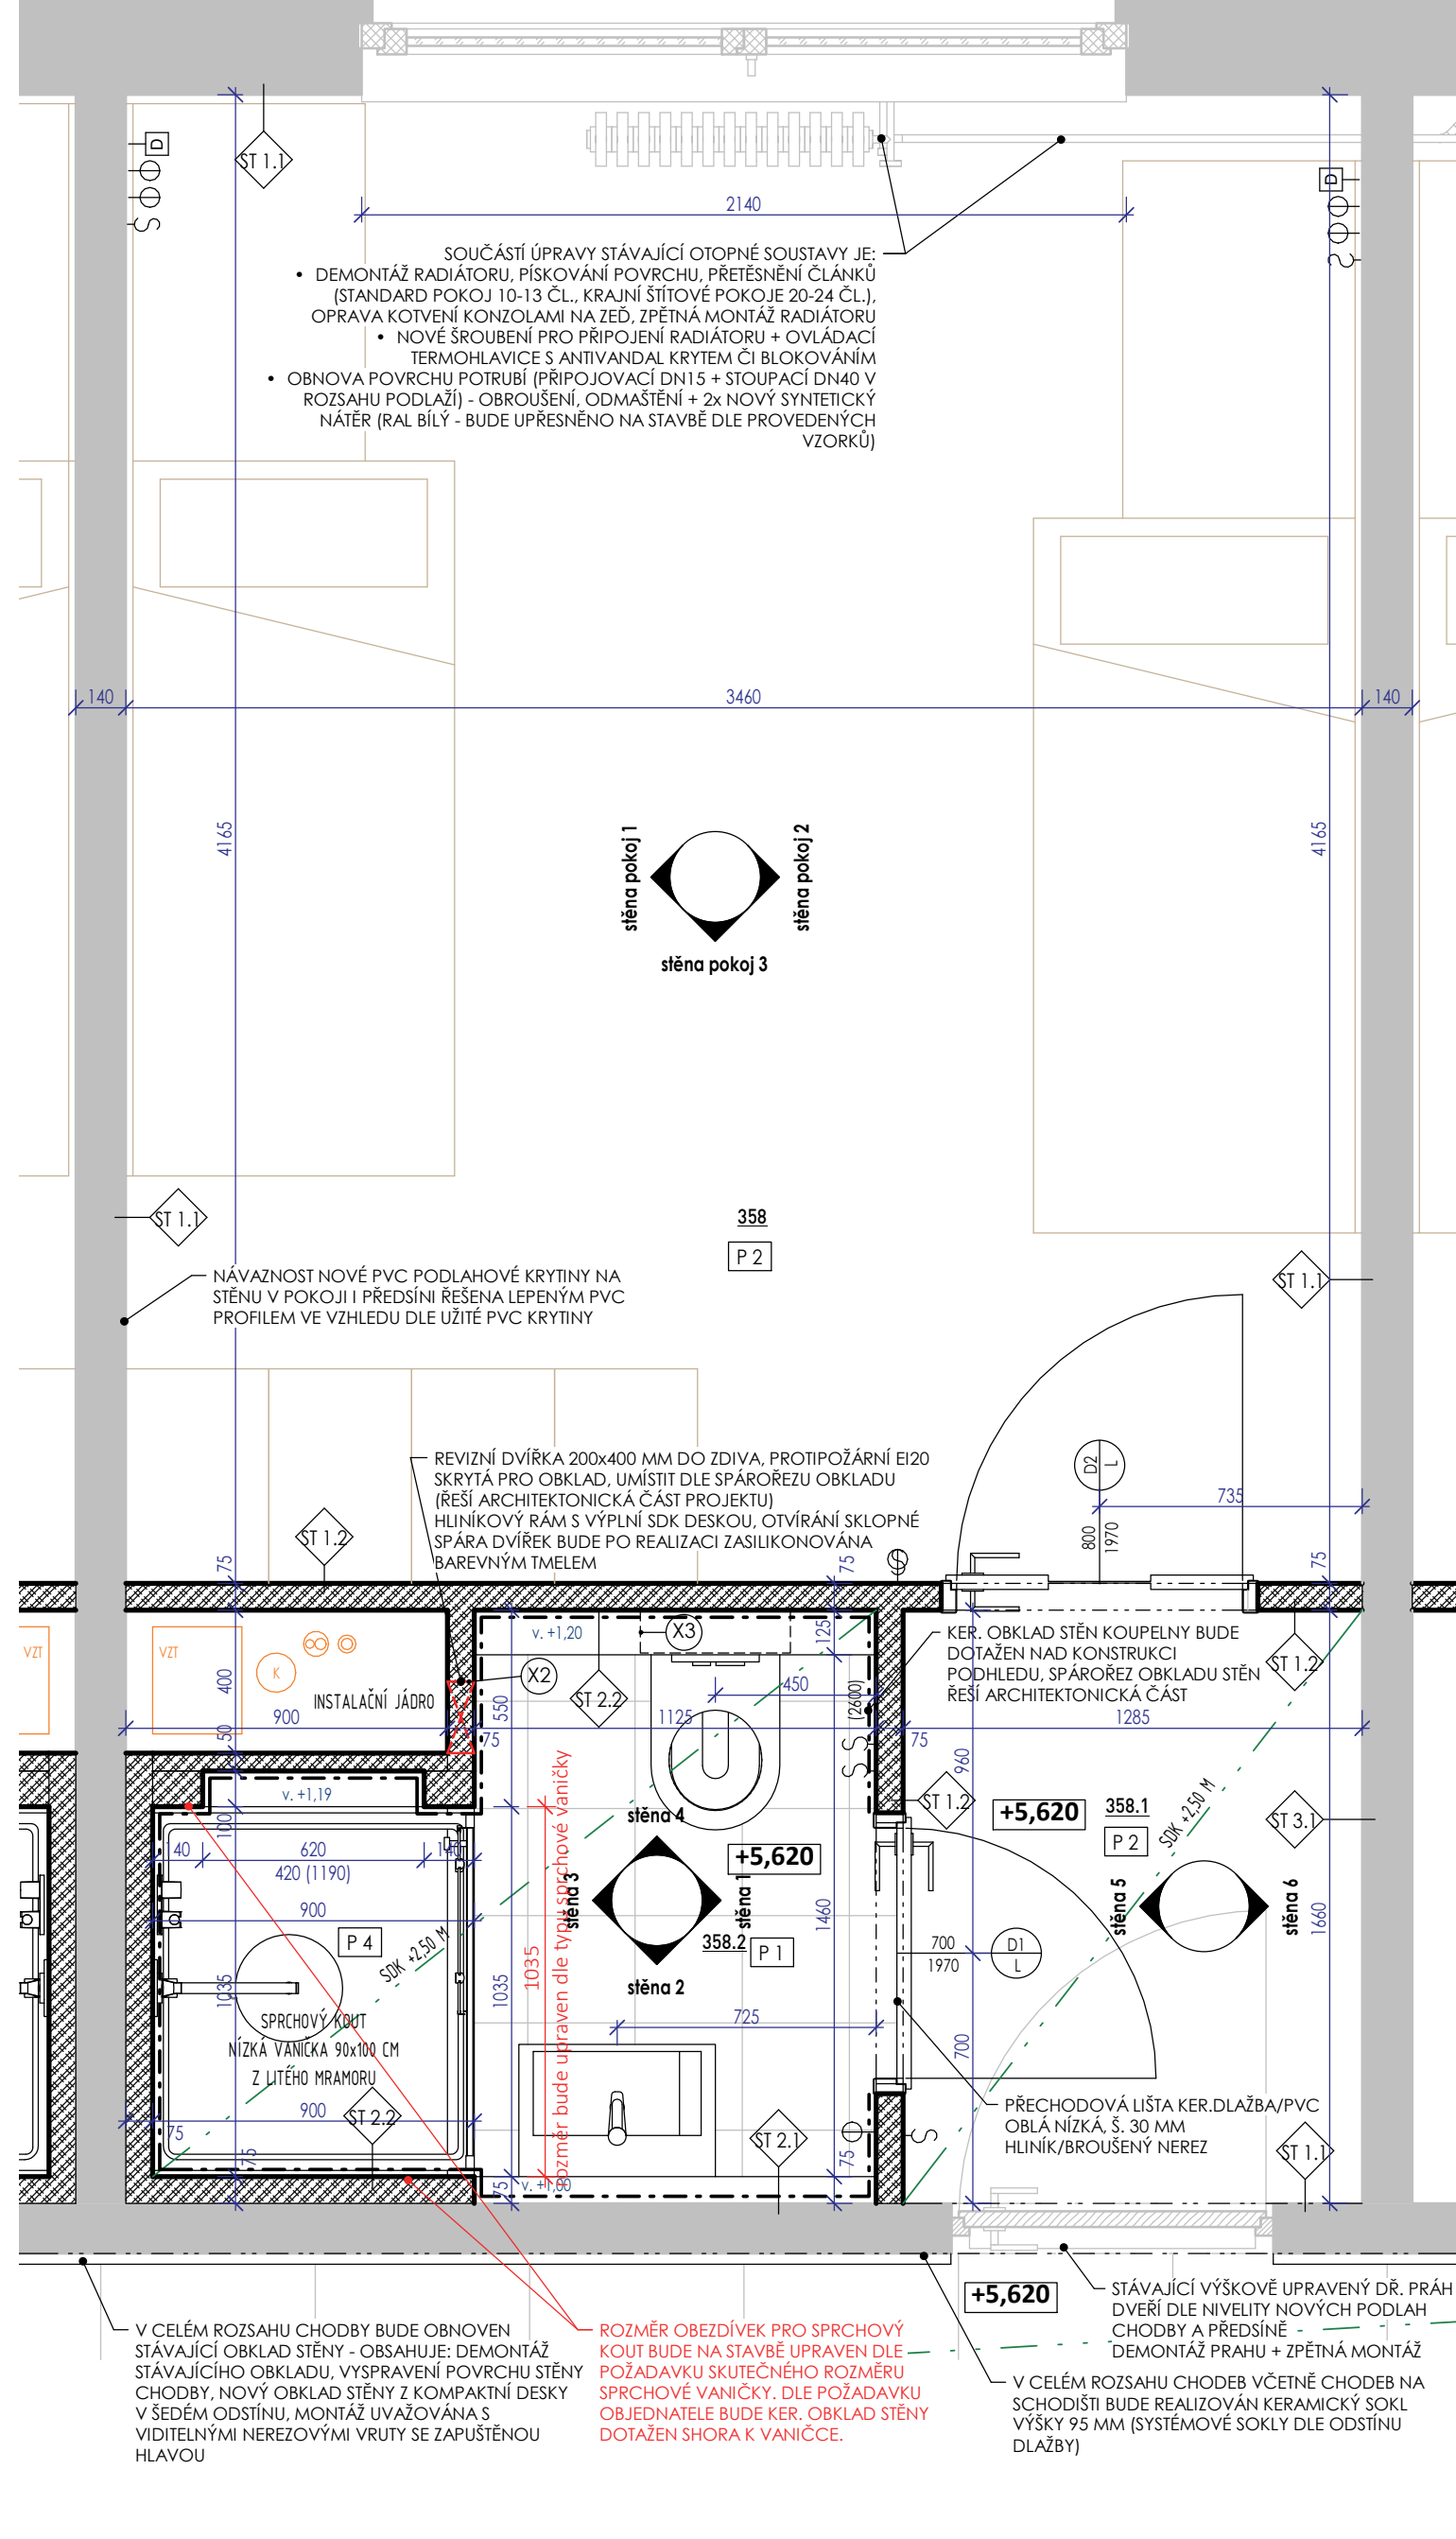 D
D
ST 1.1
2140
SOUČÁSTÍ ÚPRAVY STÁVAJÍCÍ OTOPNÉ SOUSTAVY JE:
• DEMONTÁŽ RADIÁTORU, PÍSKOVÁNÍ POVRCHU, PŘETĚSNĚNÍ ČLÁNKŮ
(STANDARD POKOJ 10-13 ČL., KRAJNÍ ŠTÍTOVÉ POKOJE 20-24 ČL.),
OPRAVA KOTVENÍ KONZOLAMI NA ZEĎ, ZPĚTNÁ MONTÁŽ RADIÁTORU
• NOVÉ ŠROUBENÍ PRO PŘIPOJENÍ RADIÁTORU + OVLÁDACÍ
TERMOHLAVICE S ANTIVANDAL KRYTEM ČI BLOKOVÁNÍM
• OBNOVA POVRCHU POTRUBÍ (PŘIPOJOVACÍ DN15 + STOUPACÍ DN40 V
ROZSAHU PODLAŽÍ) - OBROUŠENÍ, ODMAŠTĚNÍ + 2x NOVÝ SYNTETICKÝ
NÁTĚR (RAL BÍLÝ - BUDE UPŘESNĚNO NA STAVBĚ DLE PROVEDENÝCH
VZORKŮ)
140
3460
140
4165
4165
stěna pokoj 1
stěna pokoj 2
stěna pokoj 3
ST 1.1
358
P 2
ST 1.1
NÁVAZNOST NOVÉ PVC PODLAHOVÉ KRYTINY NA
STĚNU V POKOJI I PŘEDSÍNI ŘEŠENA LEPENÝM PVC
PROFILEM VE VZHLEDU DLE UŽITÉ PVC KRYTINY
REVIZNÍ DVÍŘKA 200x400 MM DO ZDIVA, PROTIPOŽÁRNÍ EI20
SKRYTÁ PRO OBKLAD, UMÍSTIT DLE SPÁROŘEZU OBKLADU
(ŘEŠÍ ARCHITEKTONICKÁ ČÁST PROJEKTU)
HLINÍKOVÝ RÁM S VÝPLNÍ SDK DESKOU, OTVÍRÁNÍ SKLOPNÉ
SPÁRA DVÍŘEK BUDE PO REALIZACI ZASILIKONOVÁNA
BAREVNÝM TMELEM
D2
L
735
800
1970
ST 1.2
75
75
75
VZT
VZT
K
INSTALAČNÍ JÁDRO
400
900
50
v. +1,20
X3
X2
ST 2.2
125
450
550
1125
75
(2600)
75
KER. OBKLAD STĚN KOUPELNY BUDE
DOTAŽEN NAD KONSTRUKCI
PODHLEDU, SPÁROŘEZ OBKLADU STĚN
ŘEŠÍ ARCHITEKTONICKÁ ČÁST
ST 1.2
1285
960
v. +1,19
100
140
620
140
420 (1190)
900
P 4
SDK +2,50 M
1035
SPRCHOVÝ KOUT
NÍZKÁ VANIČKA 90x100 CM
Z LITÉHO MRAMORU
900
75
75
ST 2.2
1035
1035
rozměr bude upraven dle typu sprchové vaničky
stěna 4
stěna 3
stěna 1
stěna 2
+5,620
358.2
P 1
1460
725
ST 2.1
75
75
v. +1,00
ST 1.2
+5,620
358.1
P 2
SDK +2,50 M
ST 3.1
stěna 5
stěna 6
1660
700
1970
D1
L
700
PŘECHODOVÁ LIŠTA KER.DLAŽBA/PVC
OBLÁ NÍZKÁ, Š. 30 MM
HLINÍK/BROUŠENÝ NEREZ
ST 1.1
+5,620
STÁVAJÍCÍ VÝŠKOVĚ UPRAVENÝ DŘ. PRÁH
DVEŘÍ DLE NIVELITY NOVÝCH PODLAH
CHODBY A PŘEDSÍNĚ
DEMONTÁŽ PRAHU + ZPĚTNÁ MONTÁŽ
V CELÉM ROZSAHU CHODBY BUDE OBNOVEN
STÁVAJÍCÍ OBKLAD STĚNY - OBSAHUJE: DEMONTÁŽ
STÁVAJÍCÍHO OBKLADU, VYSPRAVENÍ POVRCHU STĚNY
CHODBY, NOVÝ OBKLAD STĚNY Z KOMPAKTNÍ DESKY
V ŠEDÉM ODSTÍNU, MONTÁŽ UVAŽOVÁNA S
VIDITELNÝMI NEREZOVÝMI VRUTY SE ZAPUŠTĚNOU
HLAVOU
ROZMĚR OBEZDÍVEK PRO SPRCHOVÝ
KOUT BUDE NA STAVBĚ UPRAVEN DLE
POŽADAVKU SKUTEČNÉHO ROZMĚRU
SPRCHOVÉ VANIČKY. DLE POŽADAVKU
OBJEDNATELE BUDE KER. OBKLAD STĚNY
DOTAŽEN SHORA K VANIČCE.
V CELÉM ROZSAHU CHODEB VČETNĚ CHODEB NA
SCHODIŠTI BUDE REALIZOVÁN KERAMICKÝ SOKL
VÝŠKY 95 MM (SYSTÉMOVÉ SOKLY DLE ODSTÍNU
DLAŽBY)